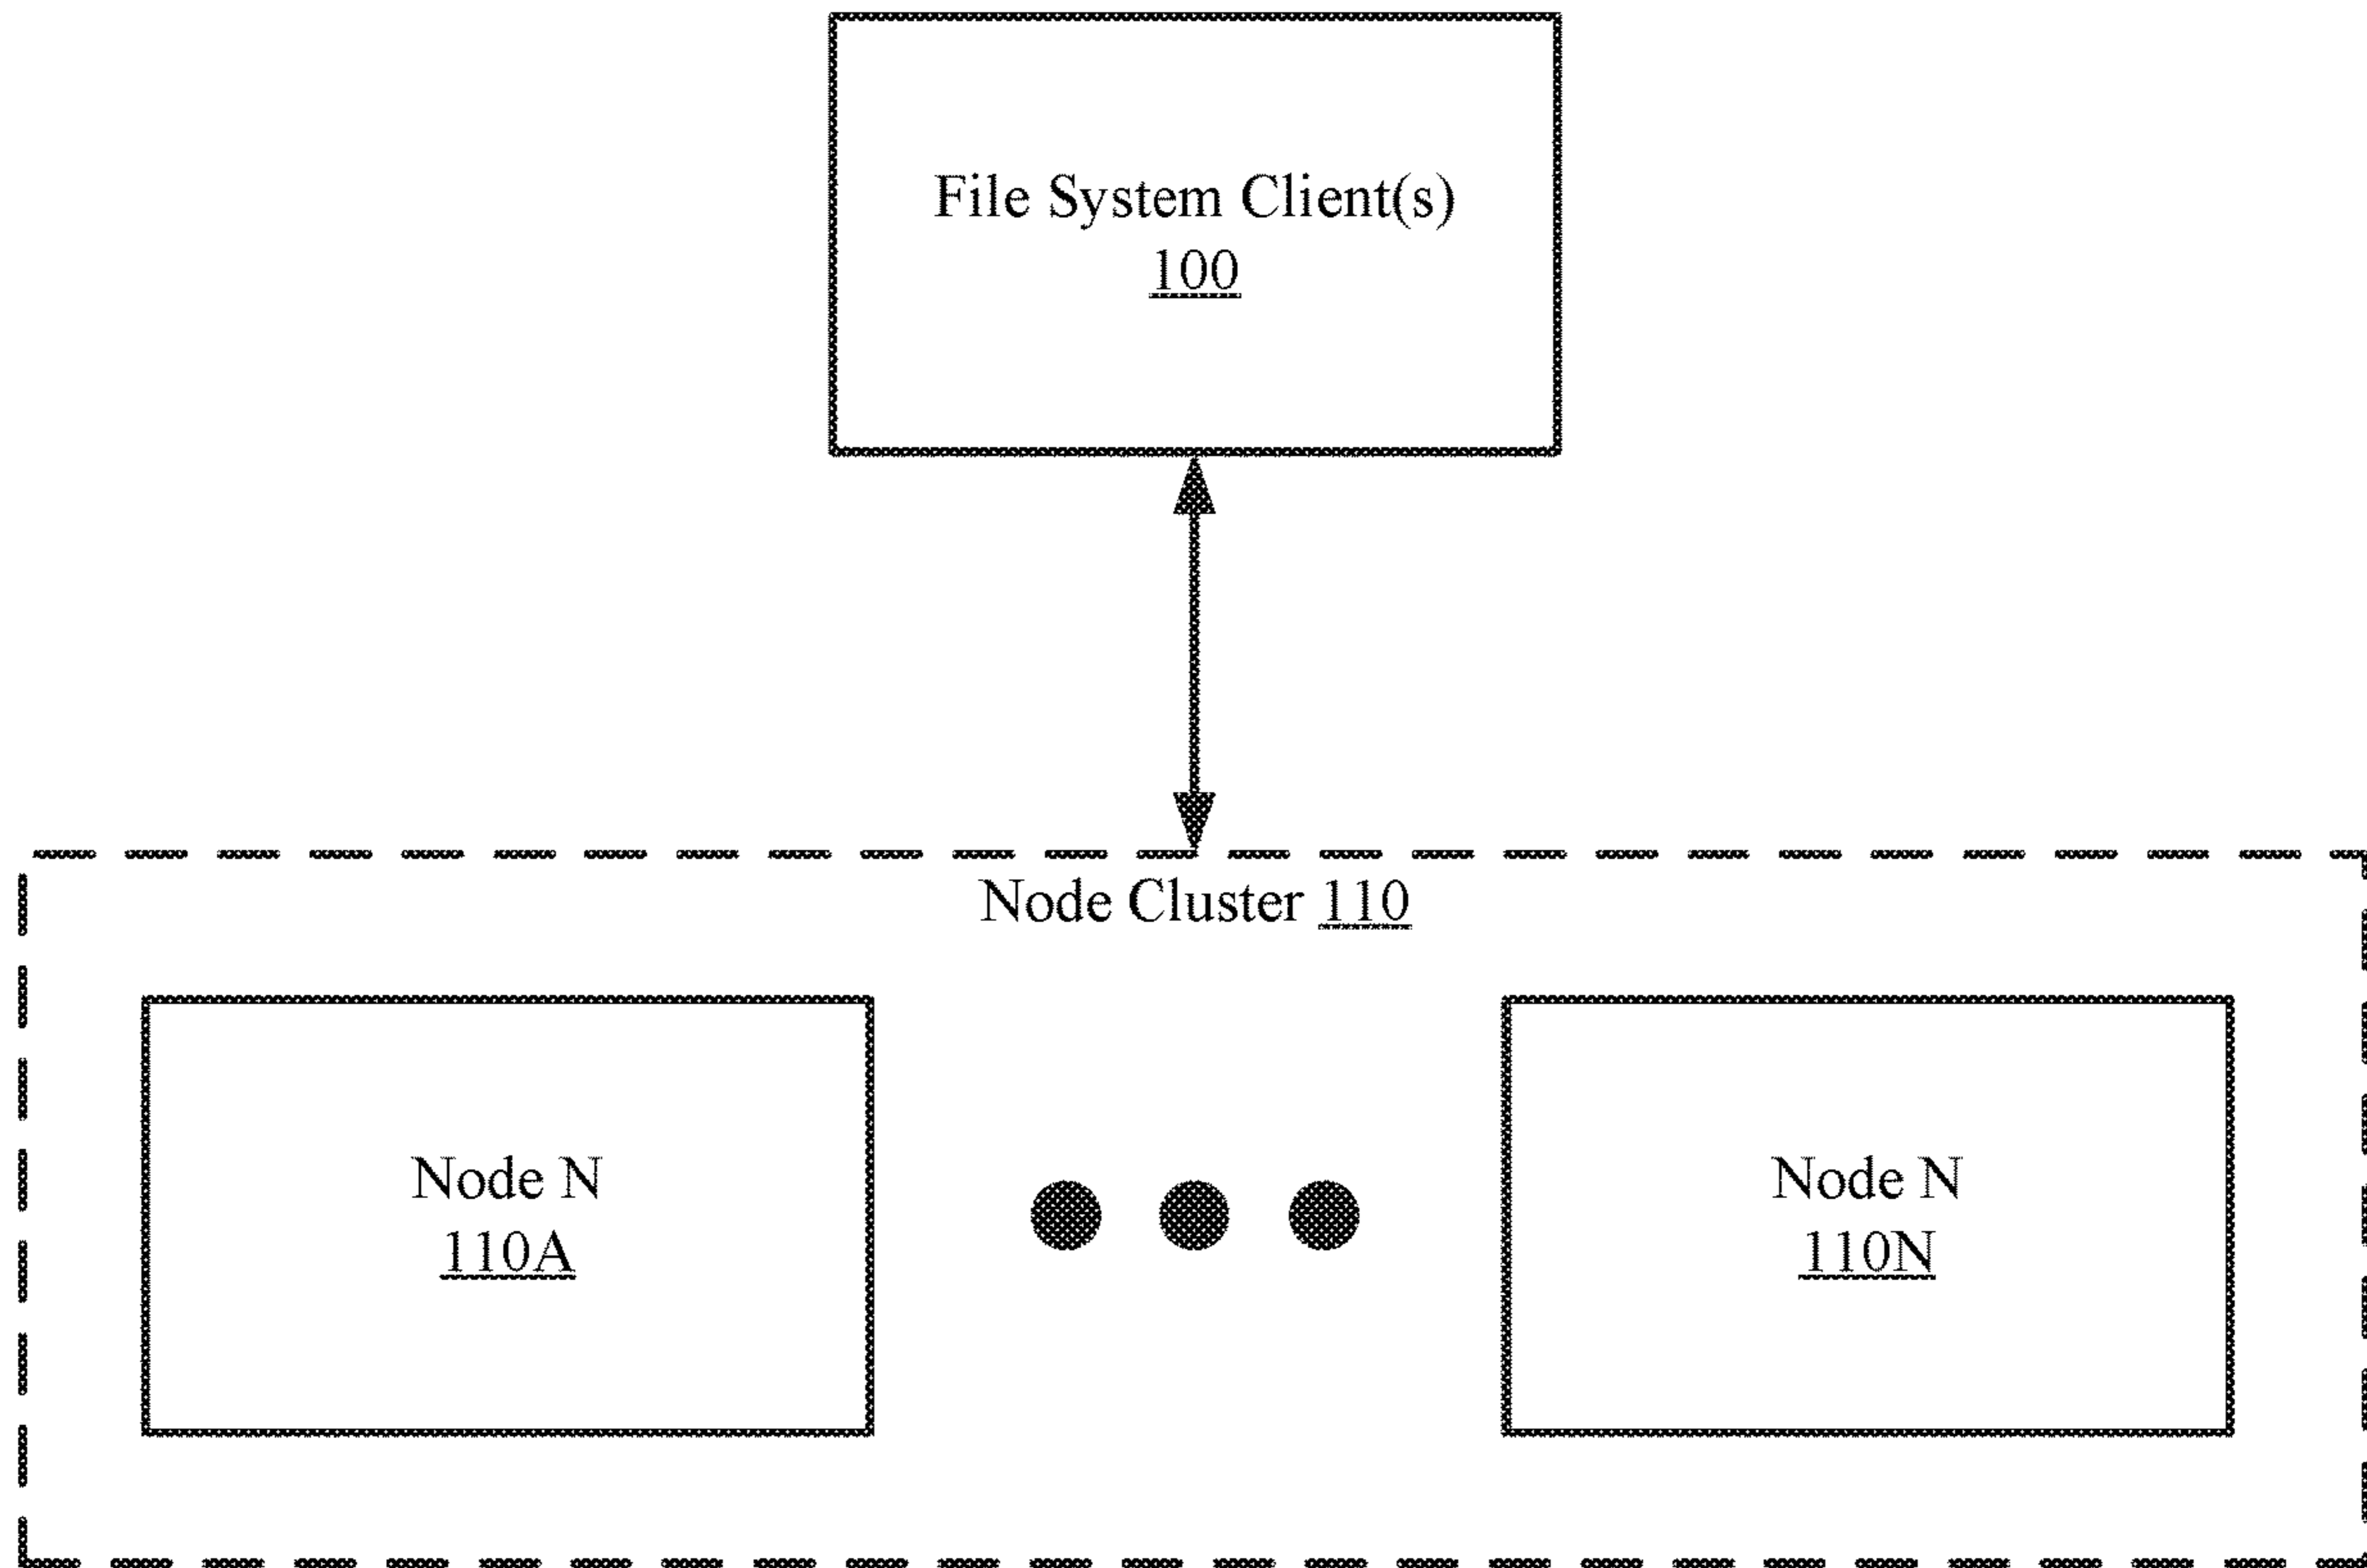 File System Client(s)
100
Node Cluster 110
Node N
110A
Node N
110N